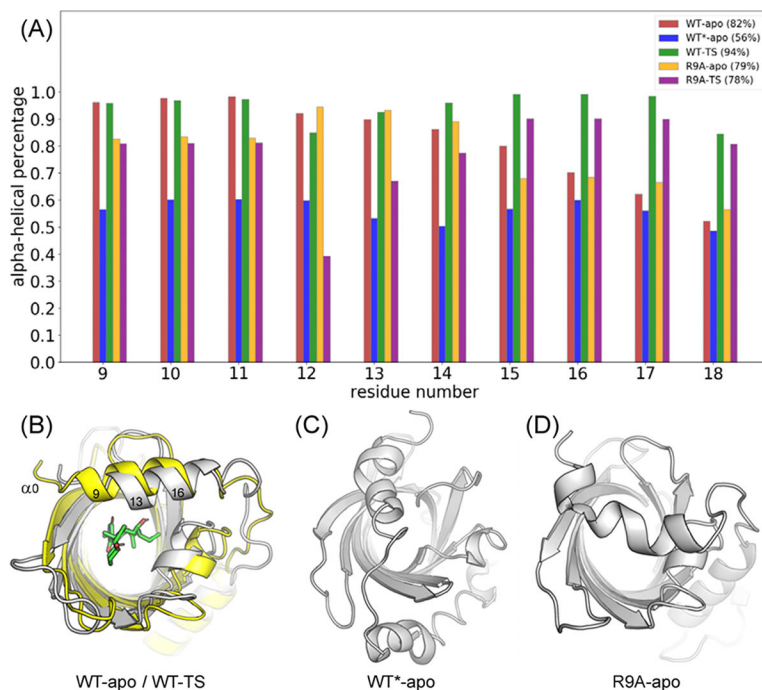 (A)
WT-apo (82%)
WT*-apo (56%)
WT-TS (94%)
R9A-apo (79%)
R9A-TS (78%)
alpha-helical percentage
1.0
0.9
0.8
0.7
0.6
0.5
0.4
0.3
0.2
0.1
0.0
9 10 11 12 13 14 15 16 17 18
residue number
(B) (C) (D)
α0 9 13 16
WT-apo / WT-TS WT*-apo R9A-apo